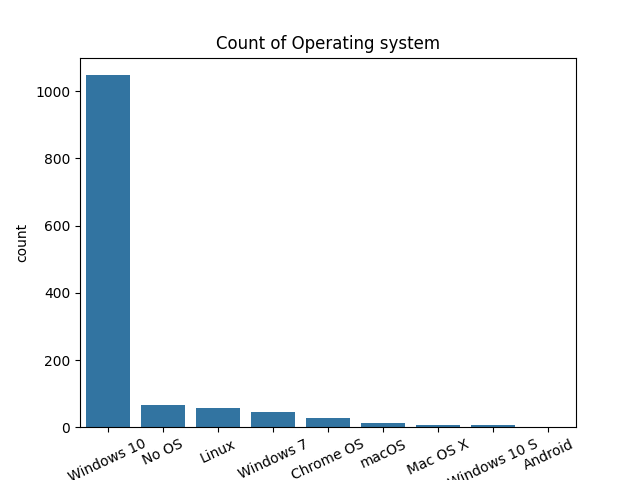 Count of Operating system
1000
800
600
400
200
0
count
Windows 10
No OS
Linux
Windows 7
Chrome OS
macOS
Mac OS X
Windows 10 S
Android